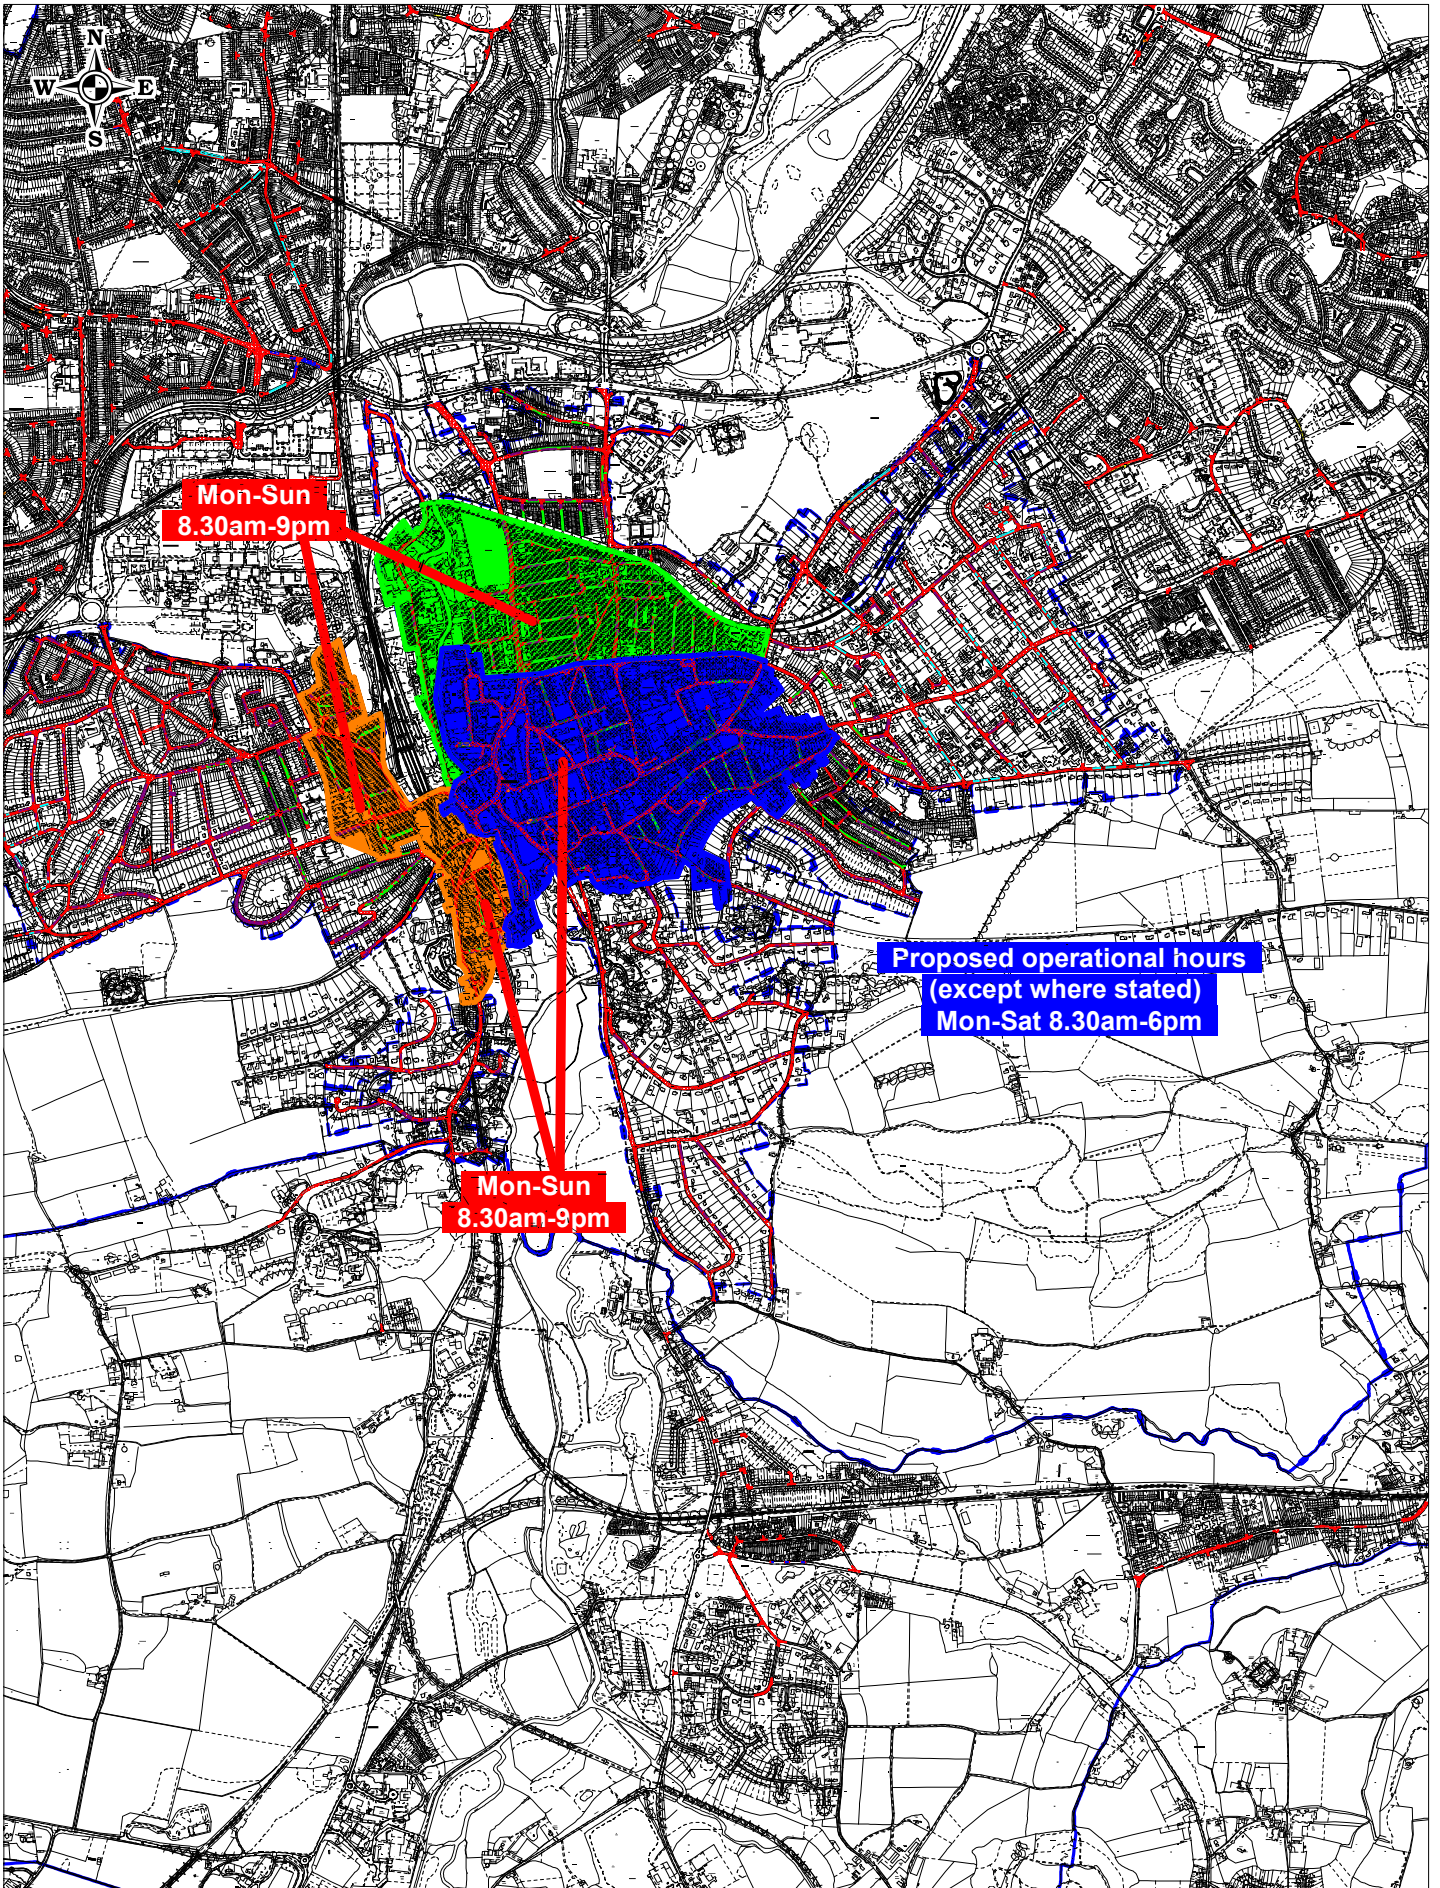 N
W E
S
Mon-Sun
8.30am-9pm
Proposed operational hours
(except where stated)
Mon-Sat 8.30am-6pm
Mon-Sun
8.30am-9pm